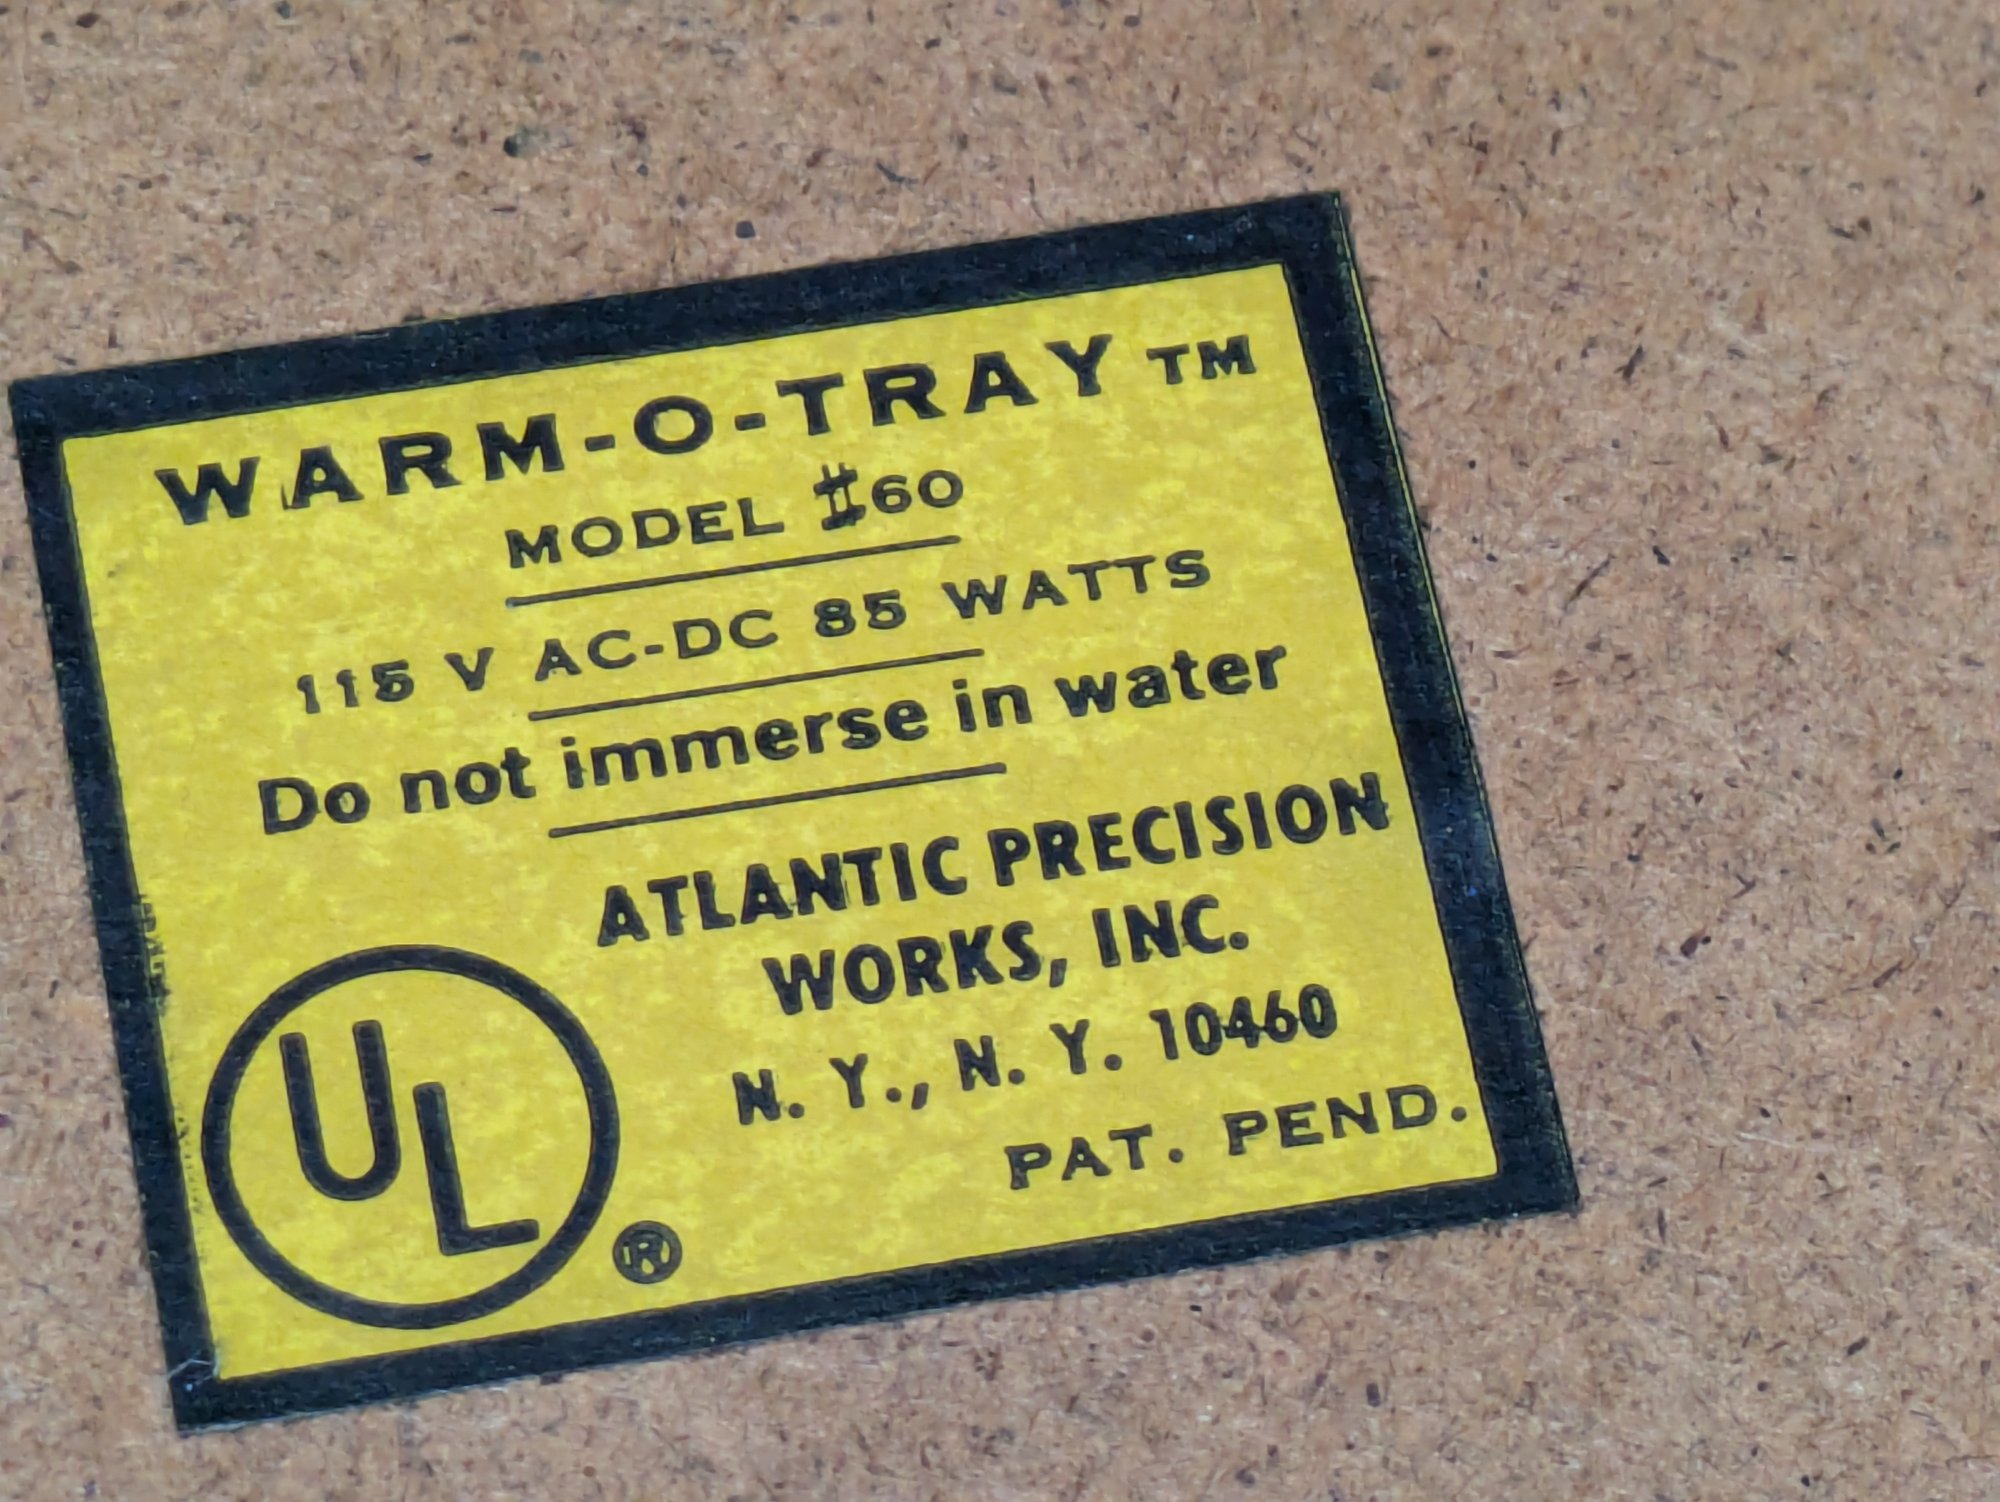 WARM-O-TRAY TM
MODEL #60
115 V AC-DC 85 WATTS
Do not immerse in water
ATLANTIC PRECISION
WORKS, INC.
N. Y., N. Y. 10460
PAT. PEND.
UL ®